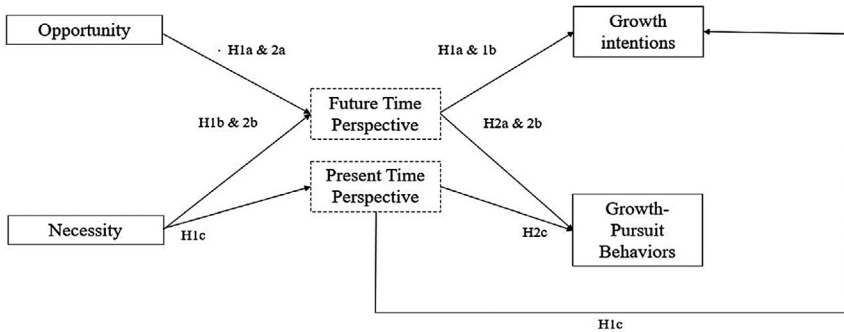 Opportunity
H1a & 2a
H1a & 1b
Growth
intentions
Future Time
Perspective
H1b & 2b
H2a & 2b
Present Time
Perspective
Necessity
H1c
H2c
Growth-
Pursuit
Behaviors
H1c